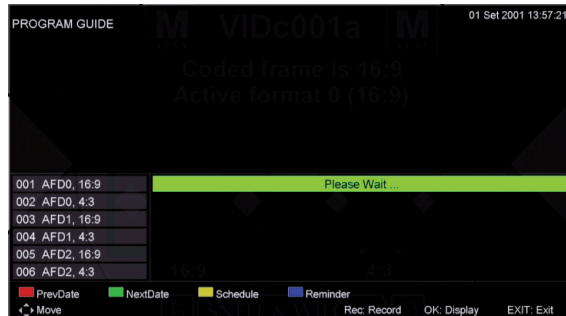 PROGRAM GUIDE
01 Set 2001 13:57:21
M VIDc001a M
Coded frame is 16:9
Active format 0 (16:9)
001 AFD0, 16:9
Please Wait ...
002 AFD0, 4:3
003 AFD1, 16:9
004 AFD1, 4:3
005 AFD2, 16:9
006 AFD2, 4:3
16:9 4:3
PrevDate NextDate Schedule Reminder
Move Rec: Record OK: Display EXIT: Exit